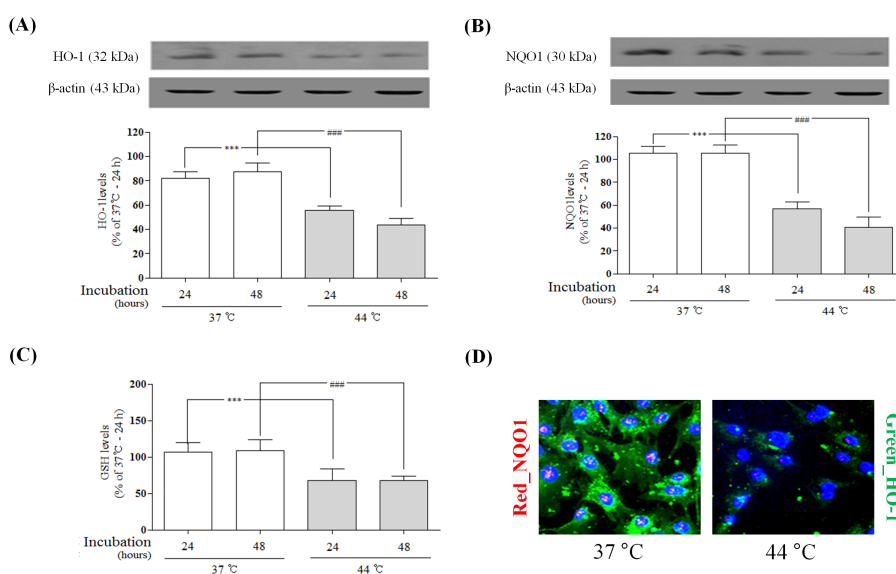 (A)
HO-1 (32 kDa)
β-actin (43 kDa)
HO-1levels
(% of 37℃ - 24 h)
120
100
80
60
40
20
0
***
###
Incubation
(hours)
24 48 24 48
37 ℃ 44 ℃
(B)
NQO1 (30 kDa)
β-actin (43 kDa)
NQO1levels
(% of 37℃ - 24 h)
120
100
80
60
40
20
0
***
###
Incubation
(hours)
24 48 24 48
37 ℃ 44 ℃
(C)
GSH levels
(% of 37℃ - 24 h)
200
150
100
50
0
***
###
Incubation
(hours)
24 48 24 48
37 ℃ 44 ℃
(D)
Red_NQO1
Green_HO-1
37 °C 44 °C